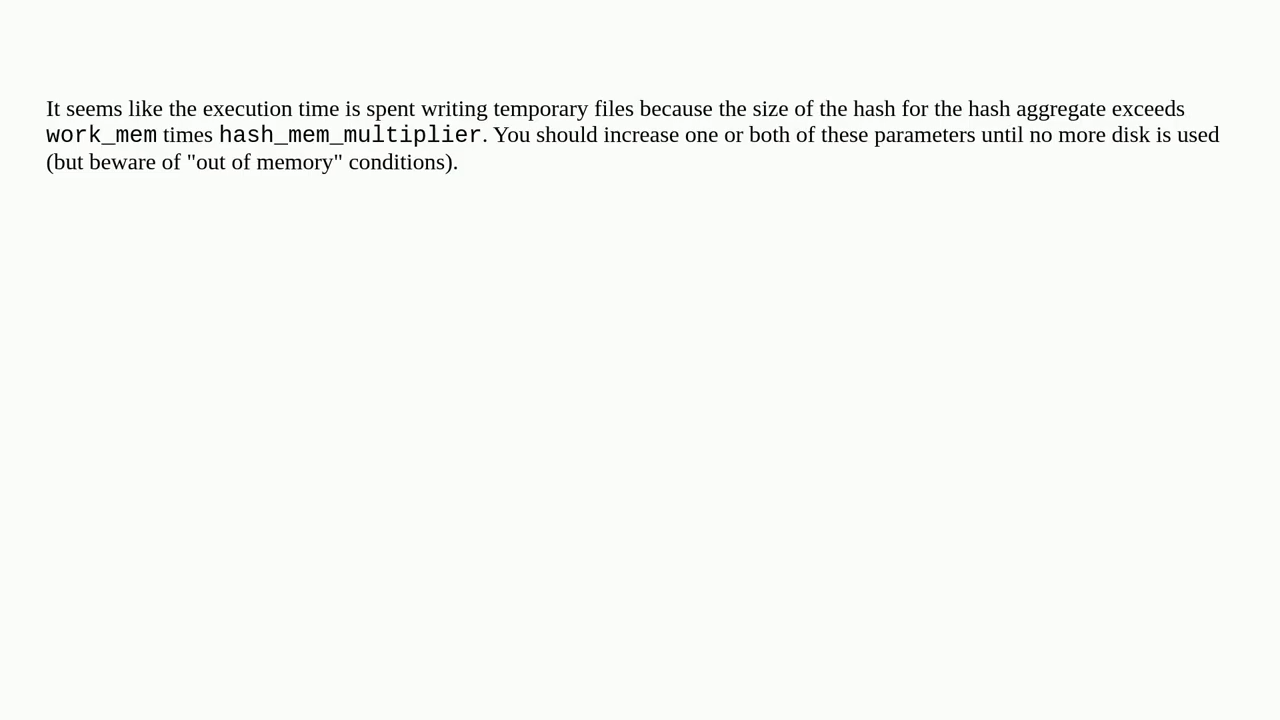 It seems like the execution time is spent writing temporary files because the size of the hash for the hash aggregate exceeds
work_mem times hash_mem_multiplier. You should increase one or both of these parameters until no more disk is used
(but beware of "out of memory" conditions).